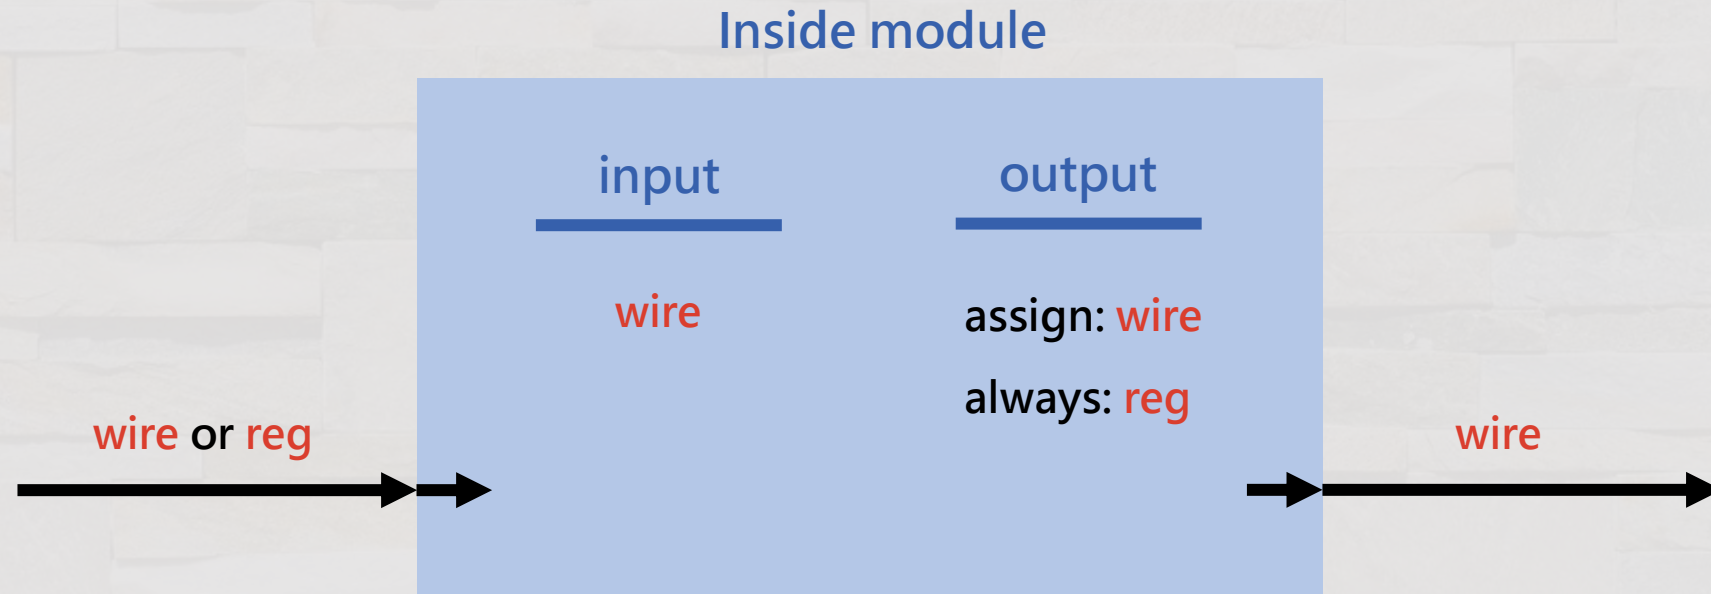 Inside module
input
output
wire
assign: wire
always: reg
wire or reg
wire